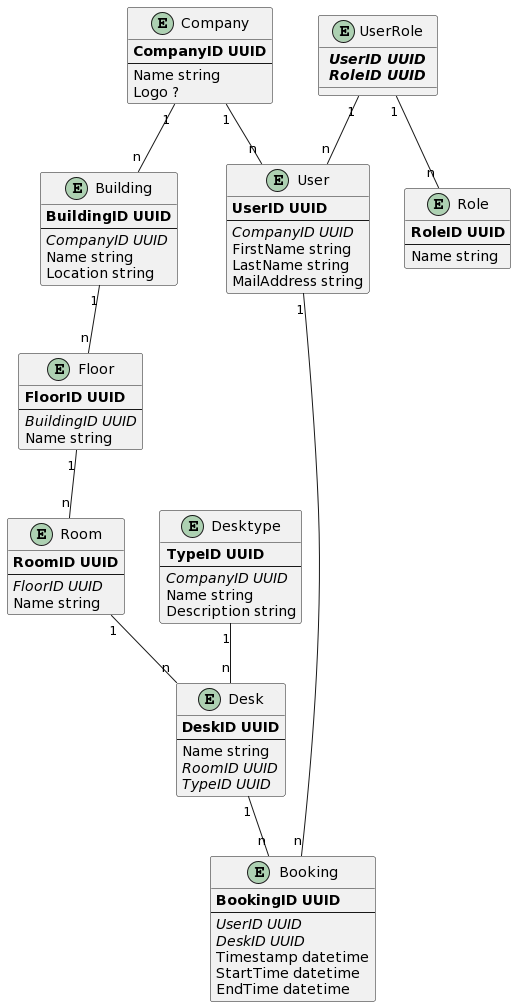 E Company
CompanyID UUID
Name string
Logo ?
E UserRole
UserID UUID
RoleID UUID
1
1
1
1
n
n
n
n
E Building
BuildingID UUID
CompanyID UUID
Name string
Location string
E User
UserID UUID
CompanyID UUID
FirstName string
LastName string
MailAddress string
E Role
RoleID UUID
Name string
1
n
1
E Floor
FloorID UUID
BuildingID UUID
Name string
1
n
E Room
RoomID UUID
FloorID UUID
Name string
E Desktype
TypeID UUID
CompanyID UUID
Name string
Description string
1
1
n
n
E Desk
DeskID UUID
Name string
RoomID UUID
TypeID UUID
1
n
n
E Booking
BookingID UUID
UserID UUID
DeskID UUID
Timestamp datetime
StartTime datetime
EndTime datetime